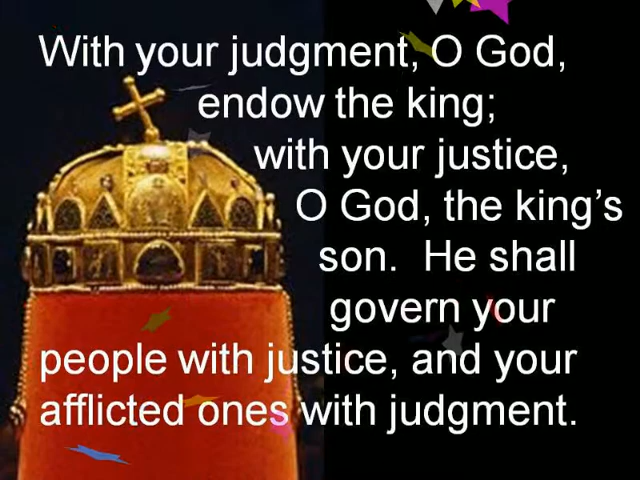 With your judgment, O God,
endow the king;
with your justice,
O God, the king’s
son.  He shall
govern your
people with justice, and your
afflicted ones with judgment.